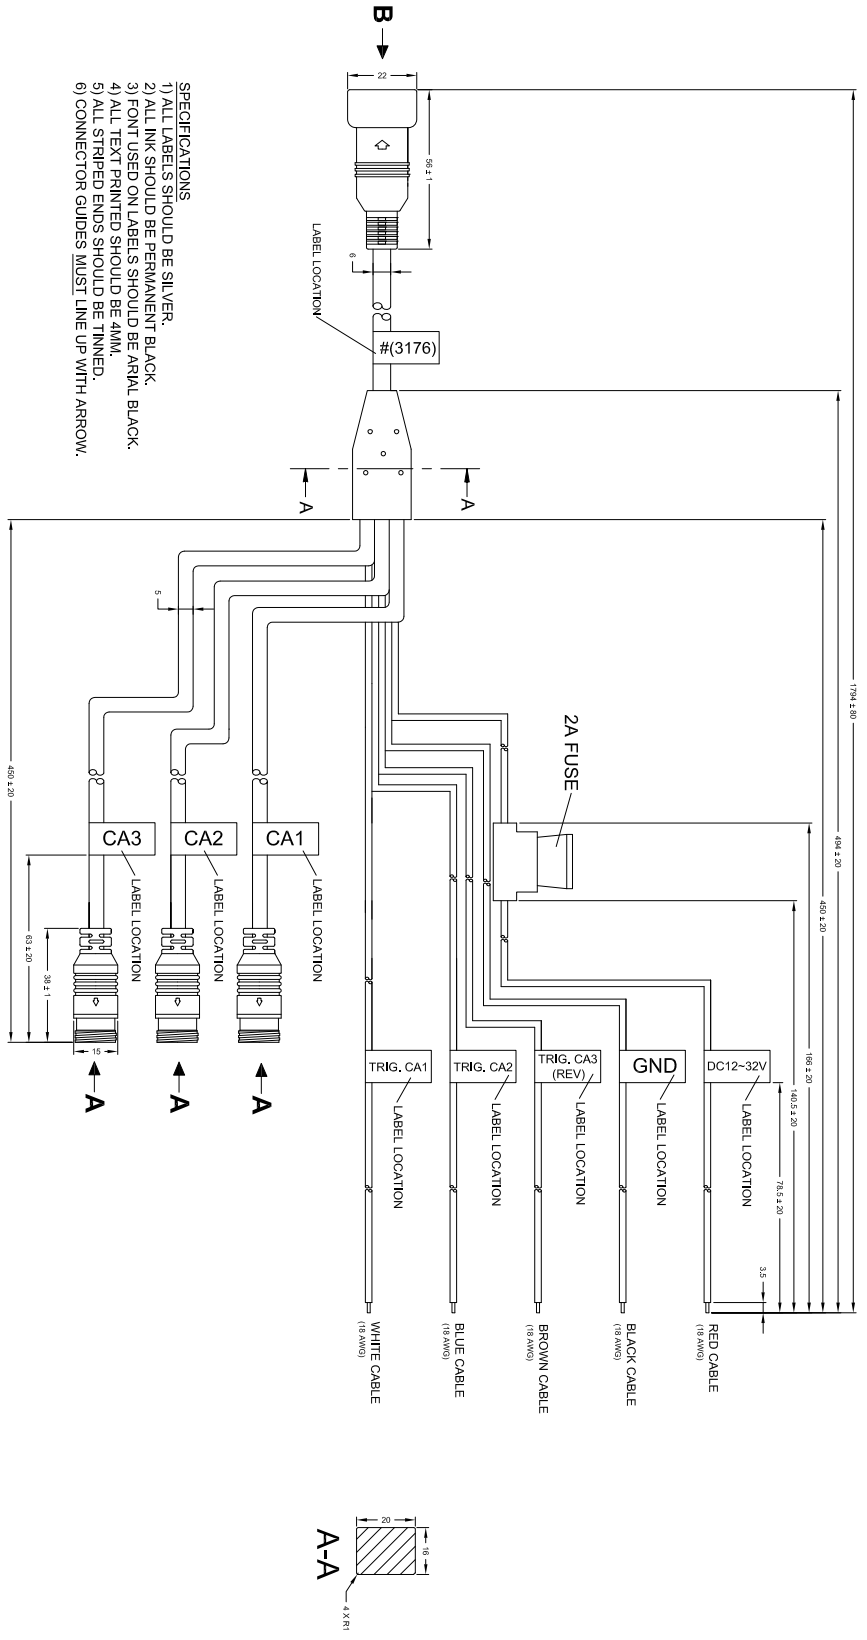 B
22
56 ± 1
6
LABEL LOCATION
#(3176)
A
A
SPECIFICATIONS
1) ALL LABELS SHOULD BE SILVER.
2) ALL INK SHOULD BE PERMANENT BLACK.
3) FONT USED ON LABELS SHOULD BE ARIAL BLACK.
4) ALL TEXT PRINTED SHOULD BE 4MM.
5) ALL STRIPED ENDS SHOULD BE TINNED.
6) CONNECTOR GUIDES MUST LINE UP WITH ARROW.
1794 ± 80
494 ± 20
450 ± 20
166 ± 20
140.5 ± 20
78.5 ± 20
3.5
2A FUSE
DC12~32V
LABEL LOCATION
RED CABLE
(18 AWG)
GND
LABEL LOCATION
BLACK CABLE
(18 AWG)
TRIG. CA3
(REV)
LABEL LOCATION
BROWN CABLE
(18 AWG)
TRIG. CA2
LABEL LOCATION
BLUE CABLE
(18 AWG)
TRIG. CA1
LABEL LOCATION
WHITE CABLE
(18 AWG)
5
CA1
LABEL LOCATION
A
CA2
LABEL LOCATION
A
CA3
LABEL LOCATION
A
15
38 ± 1
63 ± 20
450 ± 20
20
16
4 X R1
A-A